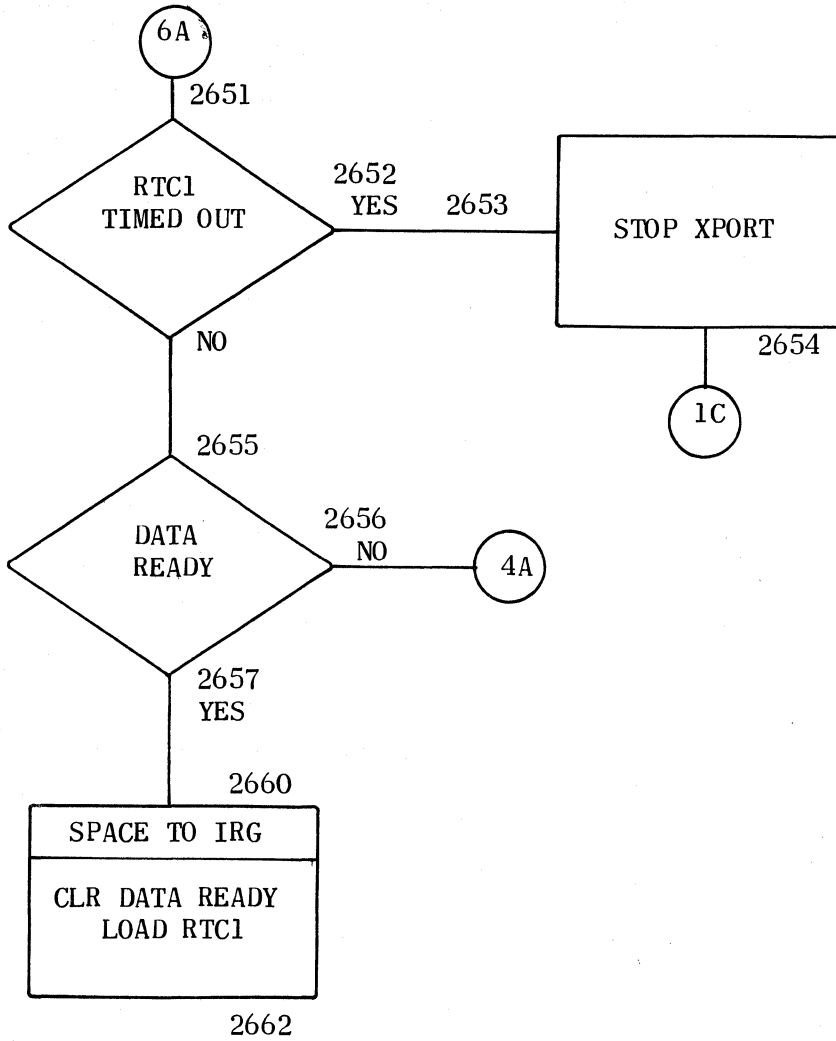 6A
2651
RTC1
TIMED OUT
2652
YES
2653
STOP XPORT
NO
2654
1C
2655
DATA
READY
2656
NO
4A
2657
YES
2660
SPACE TO IRG
CLR DATA READY
LOAD RTC1
2662